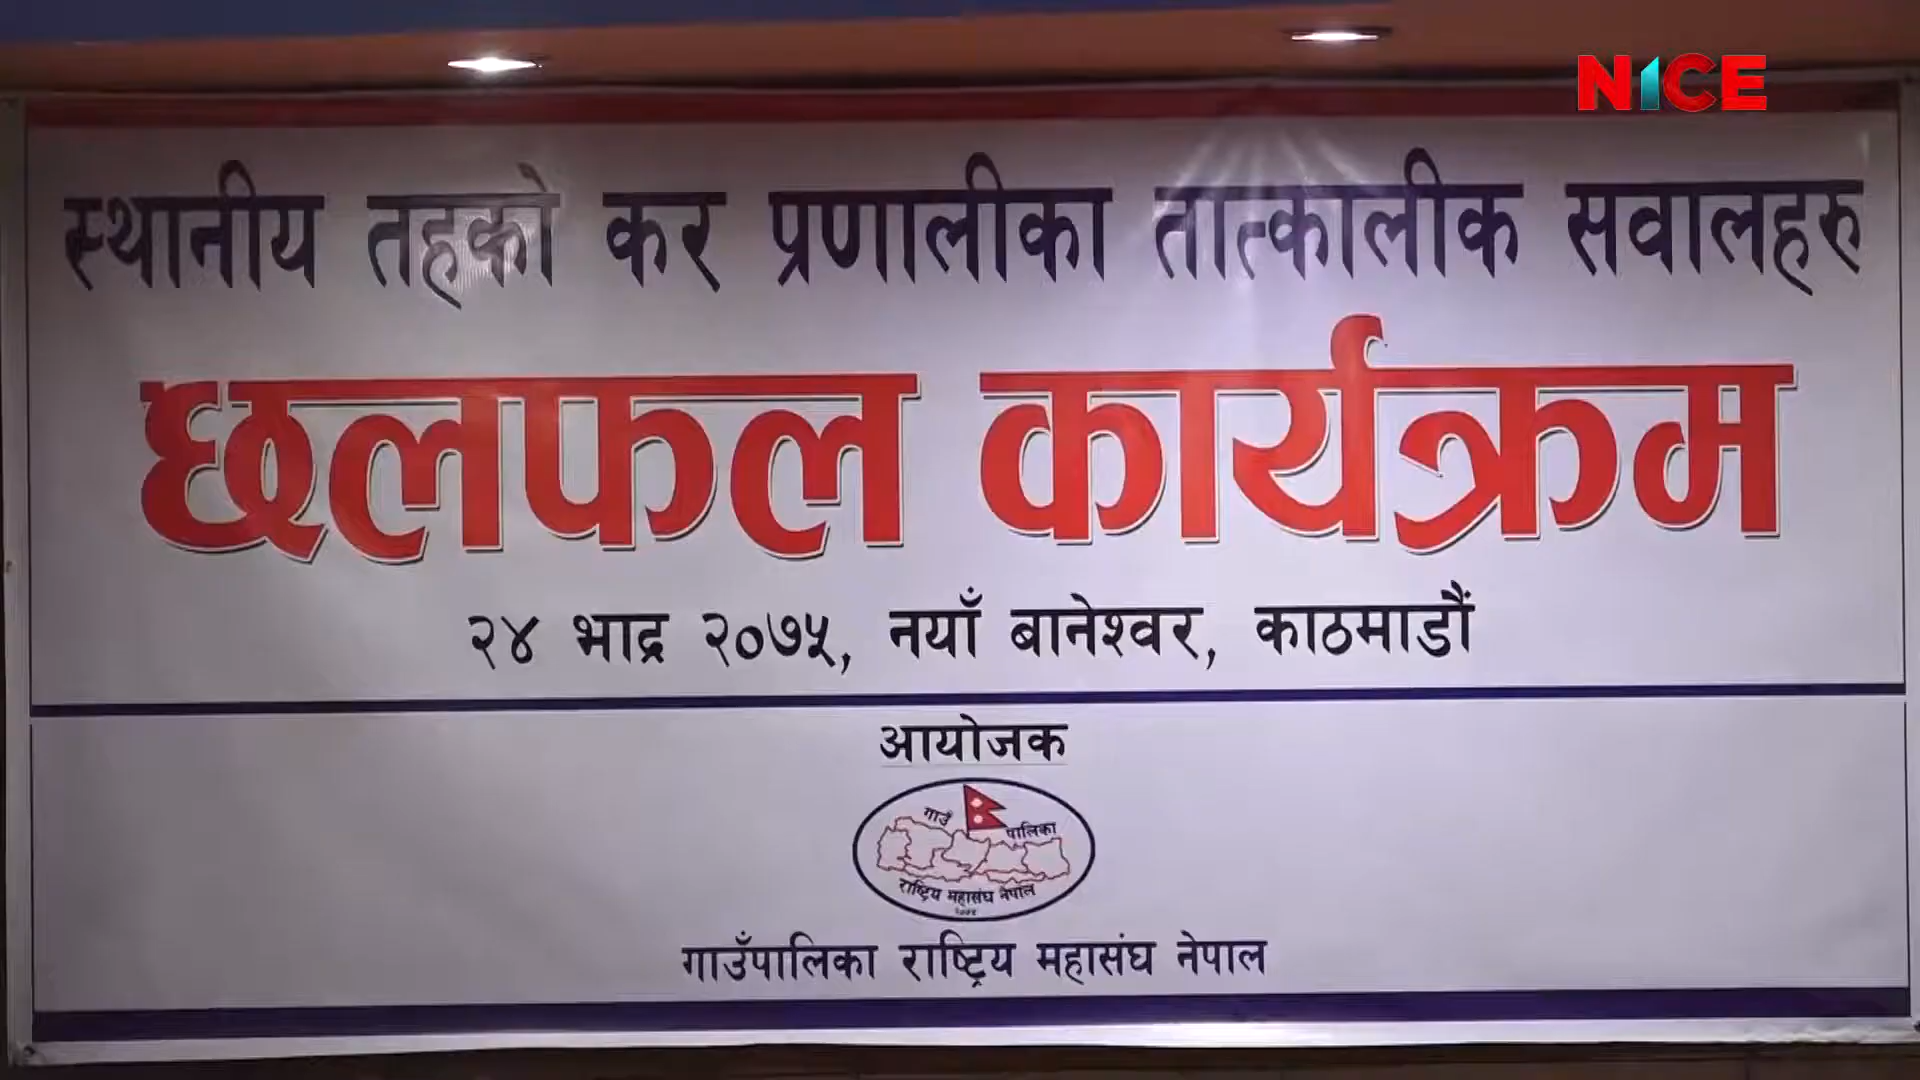 N1CE
स्थानीय तहको कर प्रणालीका तात्कालीक सवालहरु
छलफल कार्यक्रम
२४ भाद्र २०७५, नयाँ बानेश्वर, काठमाडौं
आयोजक
गाउँ पालिका
राष्ट्रिय महासंघ नेपाल
गाउँपालिका राष्ट्रिय महासंघ नेपाल